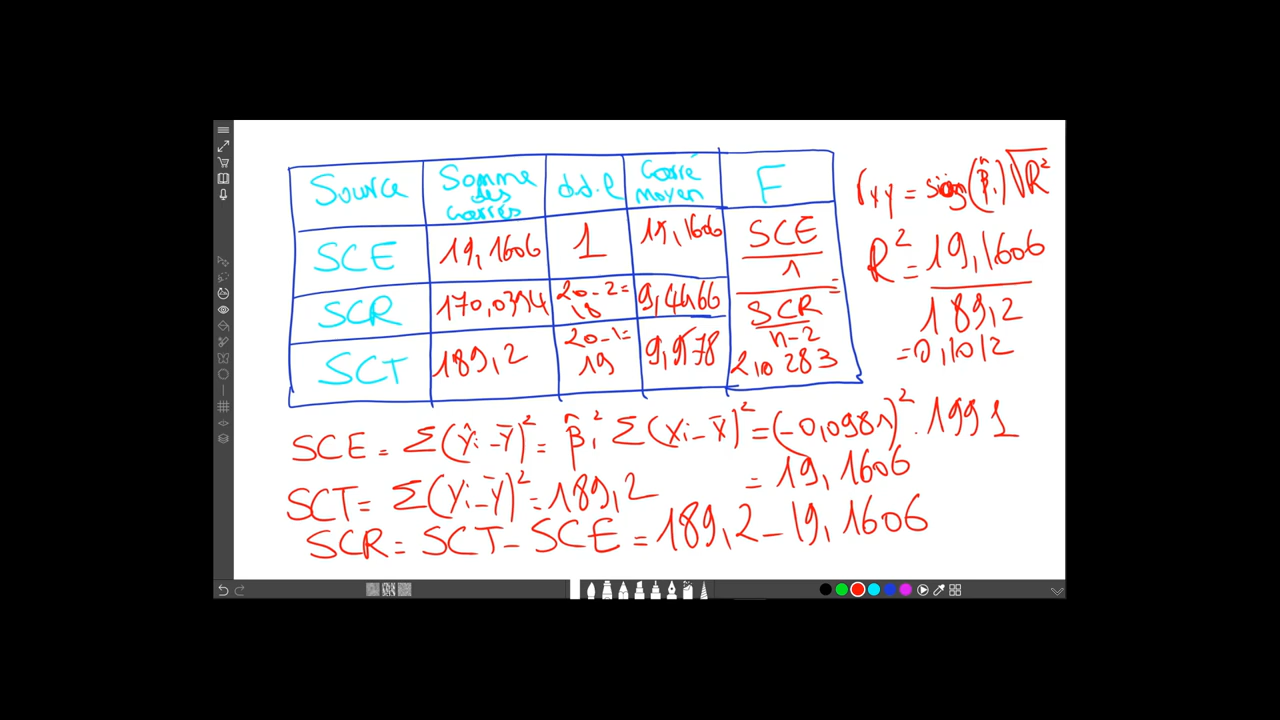 Source Somme des carrés d.d.l Carré moyen F
SCE 19,1606 1 19,1606 SCE/1
SCR 170,0394 20-2=18 9,4466 SCR/n-2 =
SCT 189,2 20-1=19 9,9578 2,10283
r_xy = sign(β̂₁)√R²
R² = 19,1606/189,2
=0,1012
SCE = Σ(ŷi-ȳ)² = β̂₁² Σ(xi-x̄)² = (-0,0981)² . 1991
= 19,1606
SCT = Σ(yi-ȳ)² = 189,2
SCR = SCT - SCE = 189,2 - 19,1606